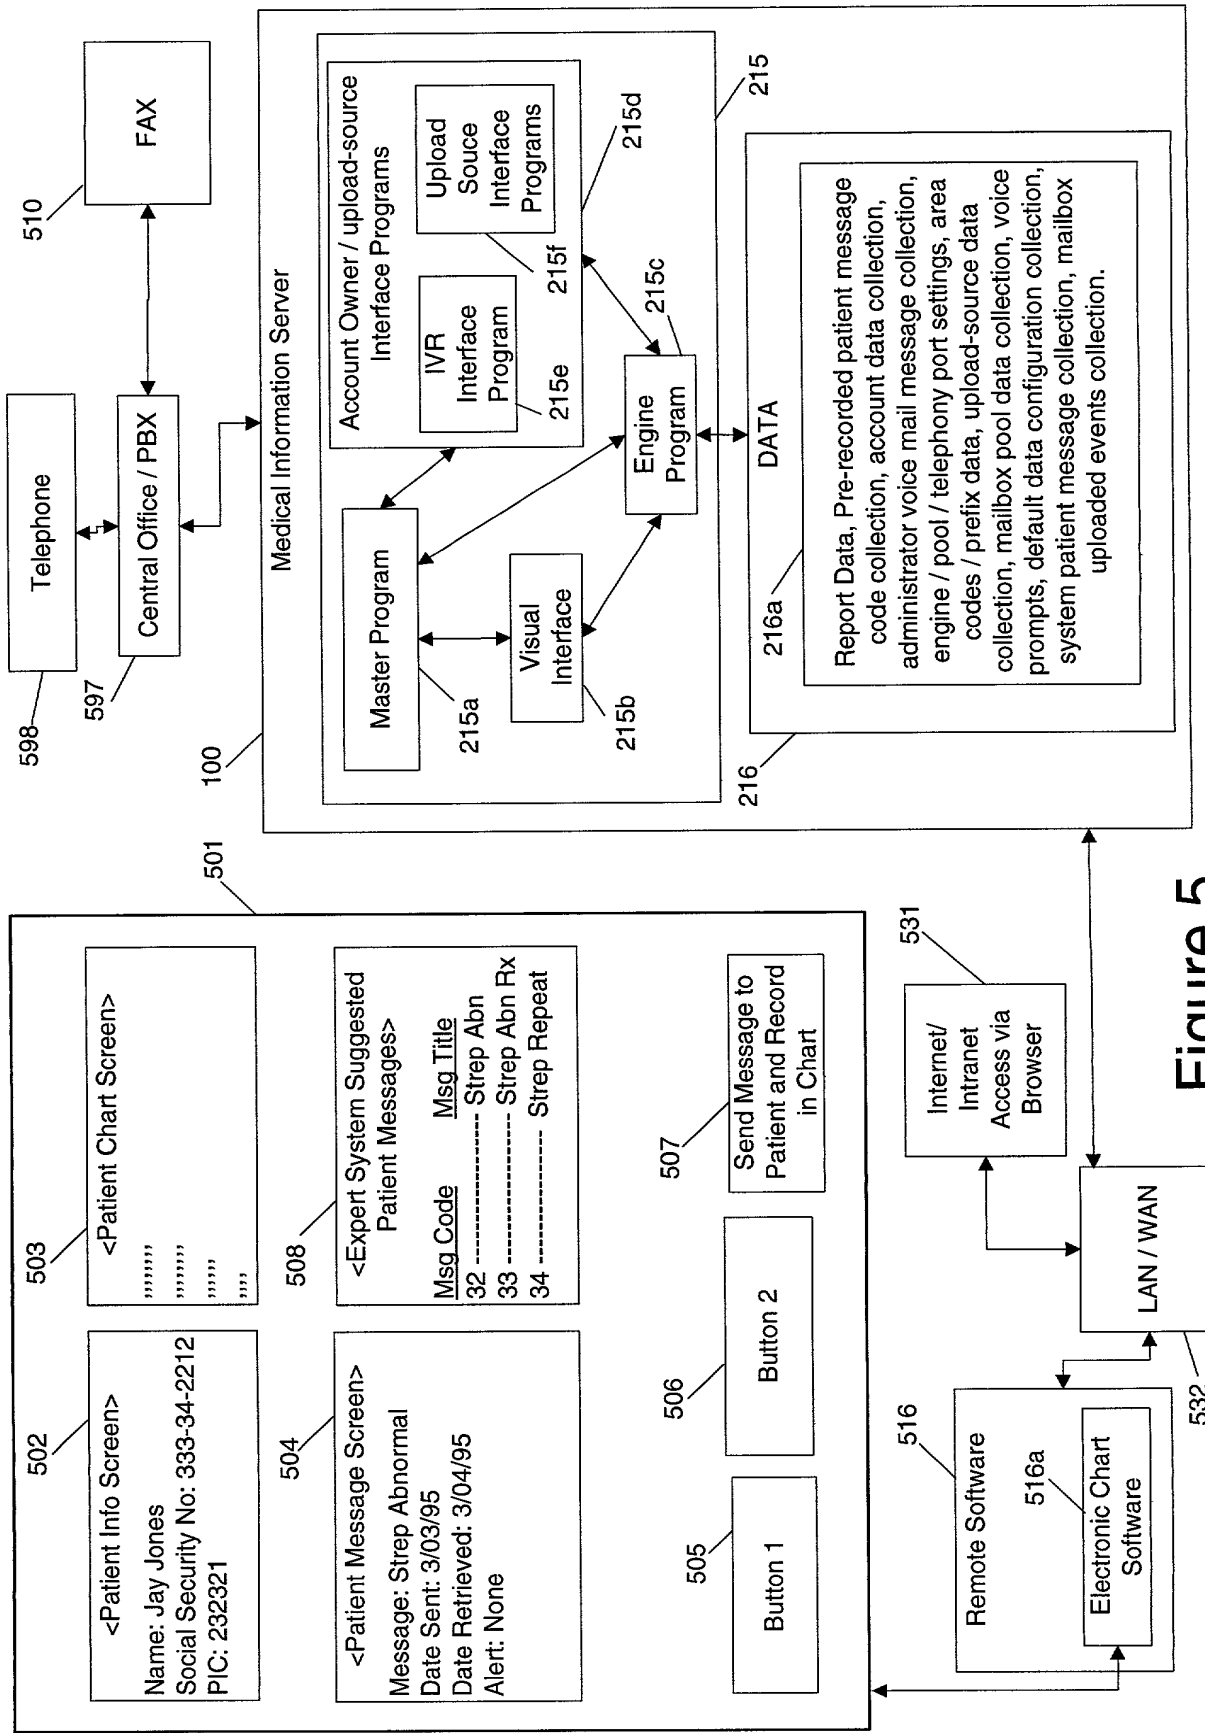 501
502
<Patient Info Screen>
Name: Jay Jones
Social Security No: 333-34-2212
PIC: 232321
503
<Patient Chart Screen>
,,,,,,,,,
,,,,,,,,
,,,,,,
,,,,
504
<Patient Message Screen>
Message: Strep Abnormal
Date Sent: 3/03/95
Date Retrieved: 3/04/95
Alert: None
508
<Expert System Suggested
Patient Messages>
Msg Code Msg Title
32 -------------- Strep Abn
33 -------------- Strep Abn Rx
34 ---------- Strep Repeat
505
Button 1
506
Button 2
507
Send Message to
Patient and Record
in Chart
516
Remote Software
516a
Electronic Chart
Software
532
LAN / WAN
531
Internet/
Intranet
Access via
Browser
598
Telephone
597
Central Office / PBX
510
FAX
100
Medical Information Server
Master Program
215a
Visual
Interface
215b
Account Owner / upload-source
Interface Programs
IVR
Interface
Program
215e
Upload
Souce
Interface
Programs
215f
215d
215c
Engine
Program
215
216
DATA
216a
Report Data, Pre-recorded patient message
code collection, account data collection,
administrator voice mail message collection,
engine / pool / telephony port settings, area
codes / prefix data, upload-source data
collection, mailbox pool data collection, voice
prompts, default data configuration collection,
system patient message collection, mailbox
uploaded events collection.
Figure 5